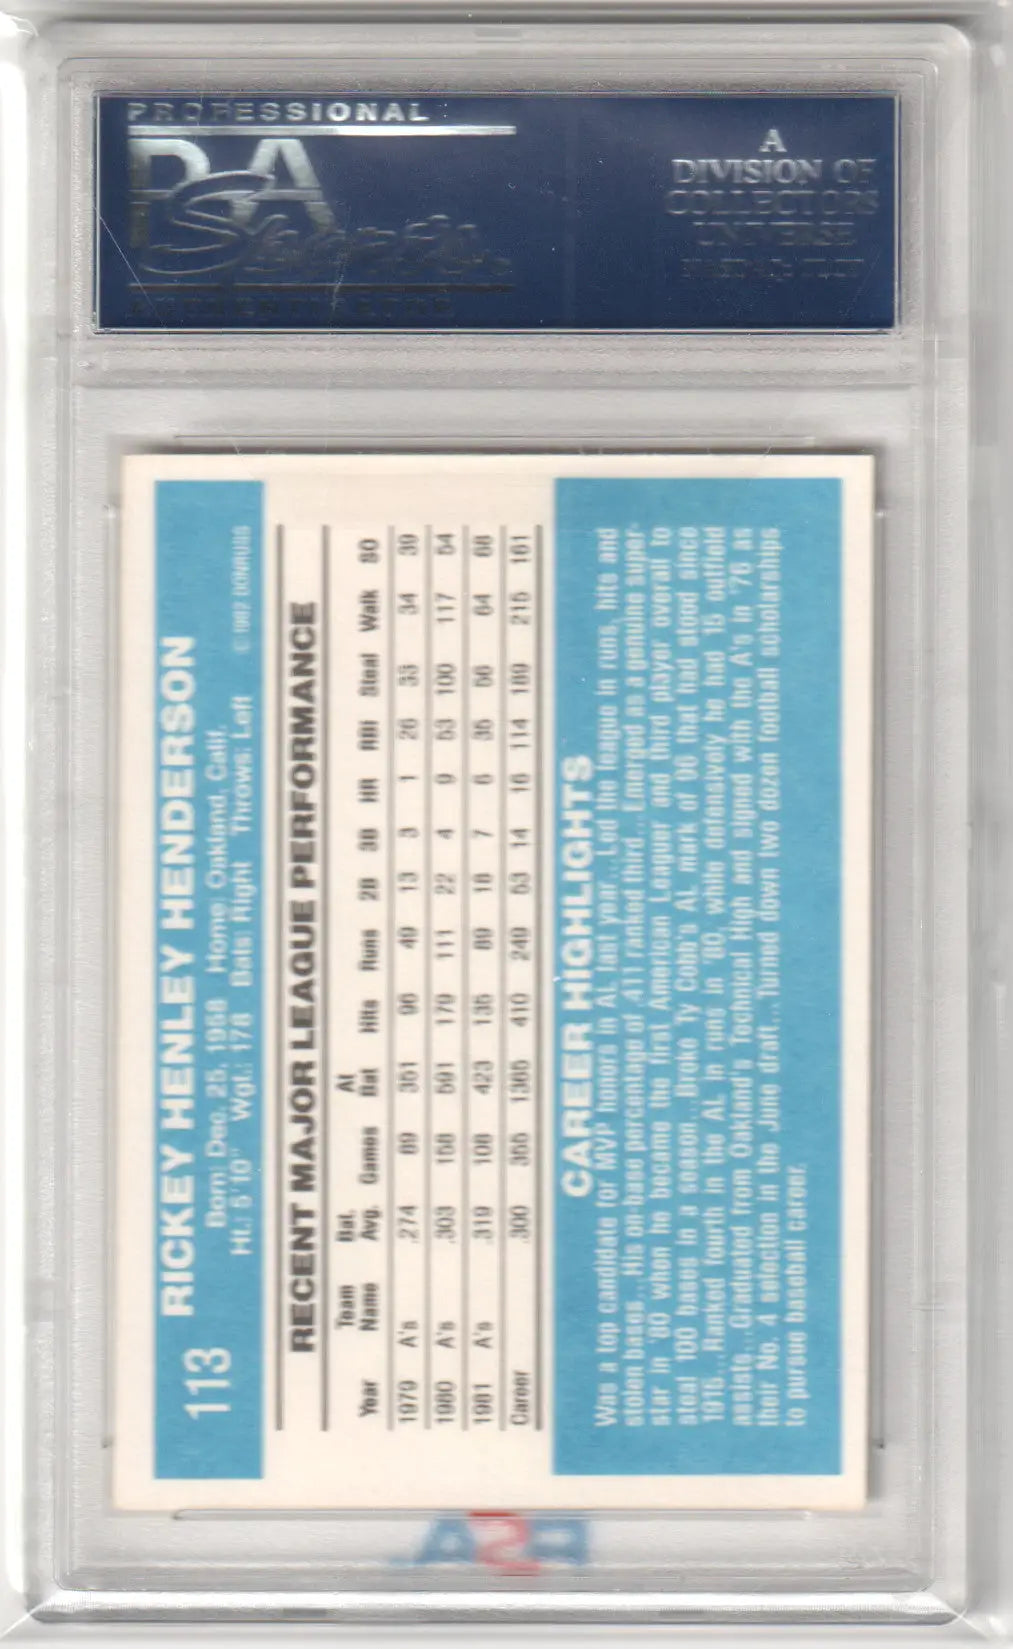 PROFESSIONAL
PSA
Sports
AUTHENTICATOR
A
DIVISION OF
COLLECTORS
UNIVERSE
113 RICKEY HENLEY HENDERSON
Born: Dec. 25, 1958 Home Oakland, Calif.
Ht.: 5'10" Wgt.: 178 Bats: Right Throws: Left © 1982 DONRUSS
RECENT MAJOR LEAGUE PERFORMANCE
Year Team Name Bat. Avg. Games At Bat Hits Runs 2B 3B HR RBI Steal Walk SO
1979 A's .274 89 351 96 49 13 3 1 26 33 34 39
1980 A's .303 158 591 179 111 22 4 9 53 100 117 54
1981 A's .319 108 423 135 89 18 7 6 35 56 64 68
Career .300 355 1365 410 249 53 14 16 114 189 215 161
CAREER HIGHLIGHTS
Was a top candidate for MVP honors in AL last year...Led the league in runs, hits and
stolen bases...His on-base percentage of .411 ranked third...Emerged as a genuine super-
star in '80 when he became the first American Leaguer and third player overall to
steal 100 bases in a season...Broke Ty Cobb's AL mark of 96 that had stood since
1915...Ranked fourth in the AL in runs in '80, while defensively he had 15 outfield
assists...Graduated from Oakland's Technical High and signed with the A's in '76 as
their No. 4 selection in the June draft...Turned down two dozen football scholarships
to pursue baseball career.
PSA